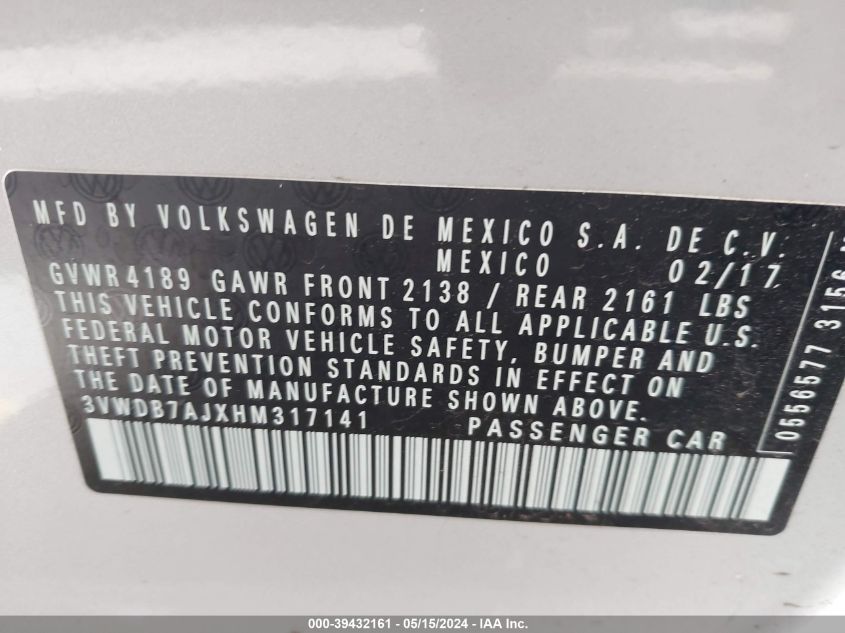 MFD BY VOLKSWAGEN DE MEXICO S.A. DE C.V.
MEXICO 02/17
GVWR 4189 GAWR FRONT 2138 / REAR 2161 LBS
THIS VEHICLE CONFORMS TO ALL APPLICABLE U.S.
FEDERAL MOTOR VEHICLE SAFETY, BUMPER AND
THEFT PREVENTION STANDARDS IN EFFECT ON
THE DATE OF MANUFACTURE SHOWN ABOVE.
3VWDB7AJXHM317141 PASSENGER CAR
0556577 3156
000-39432161 - 05/15/2024 - IAA Inc.